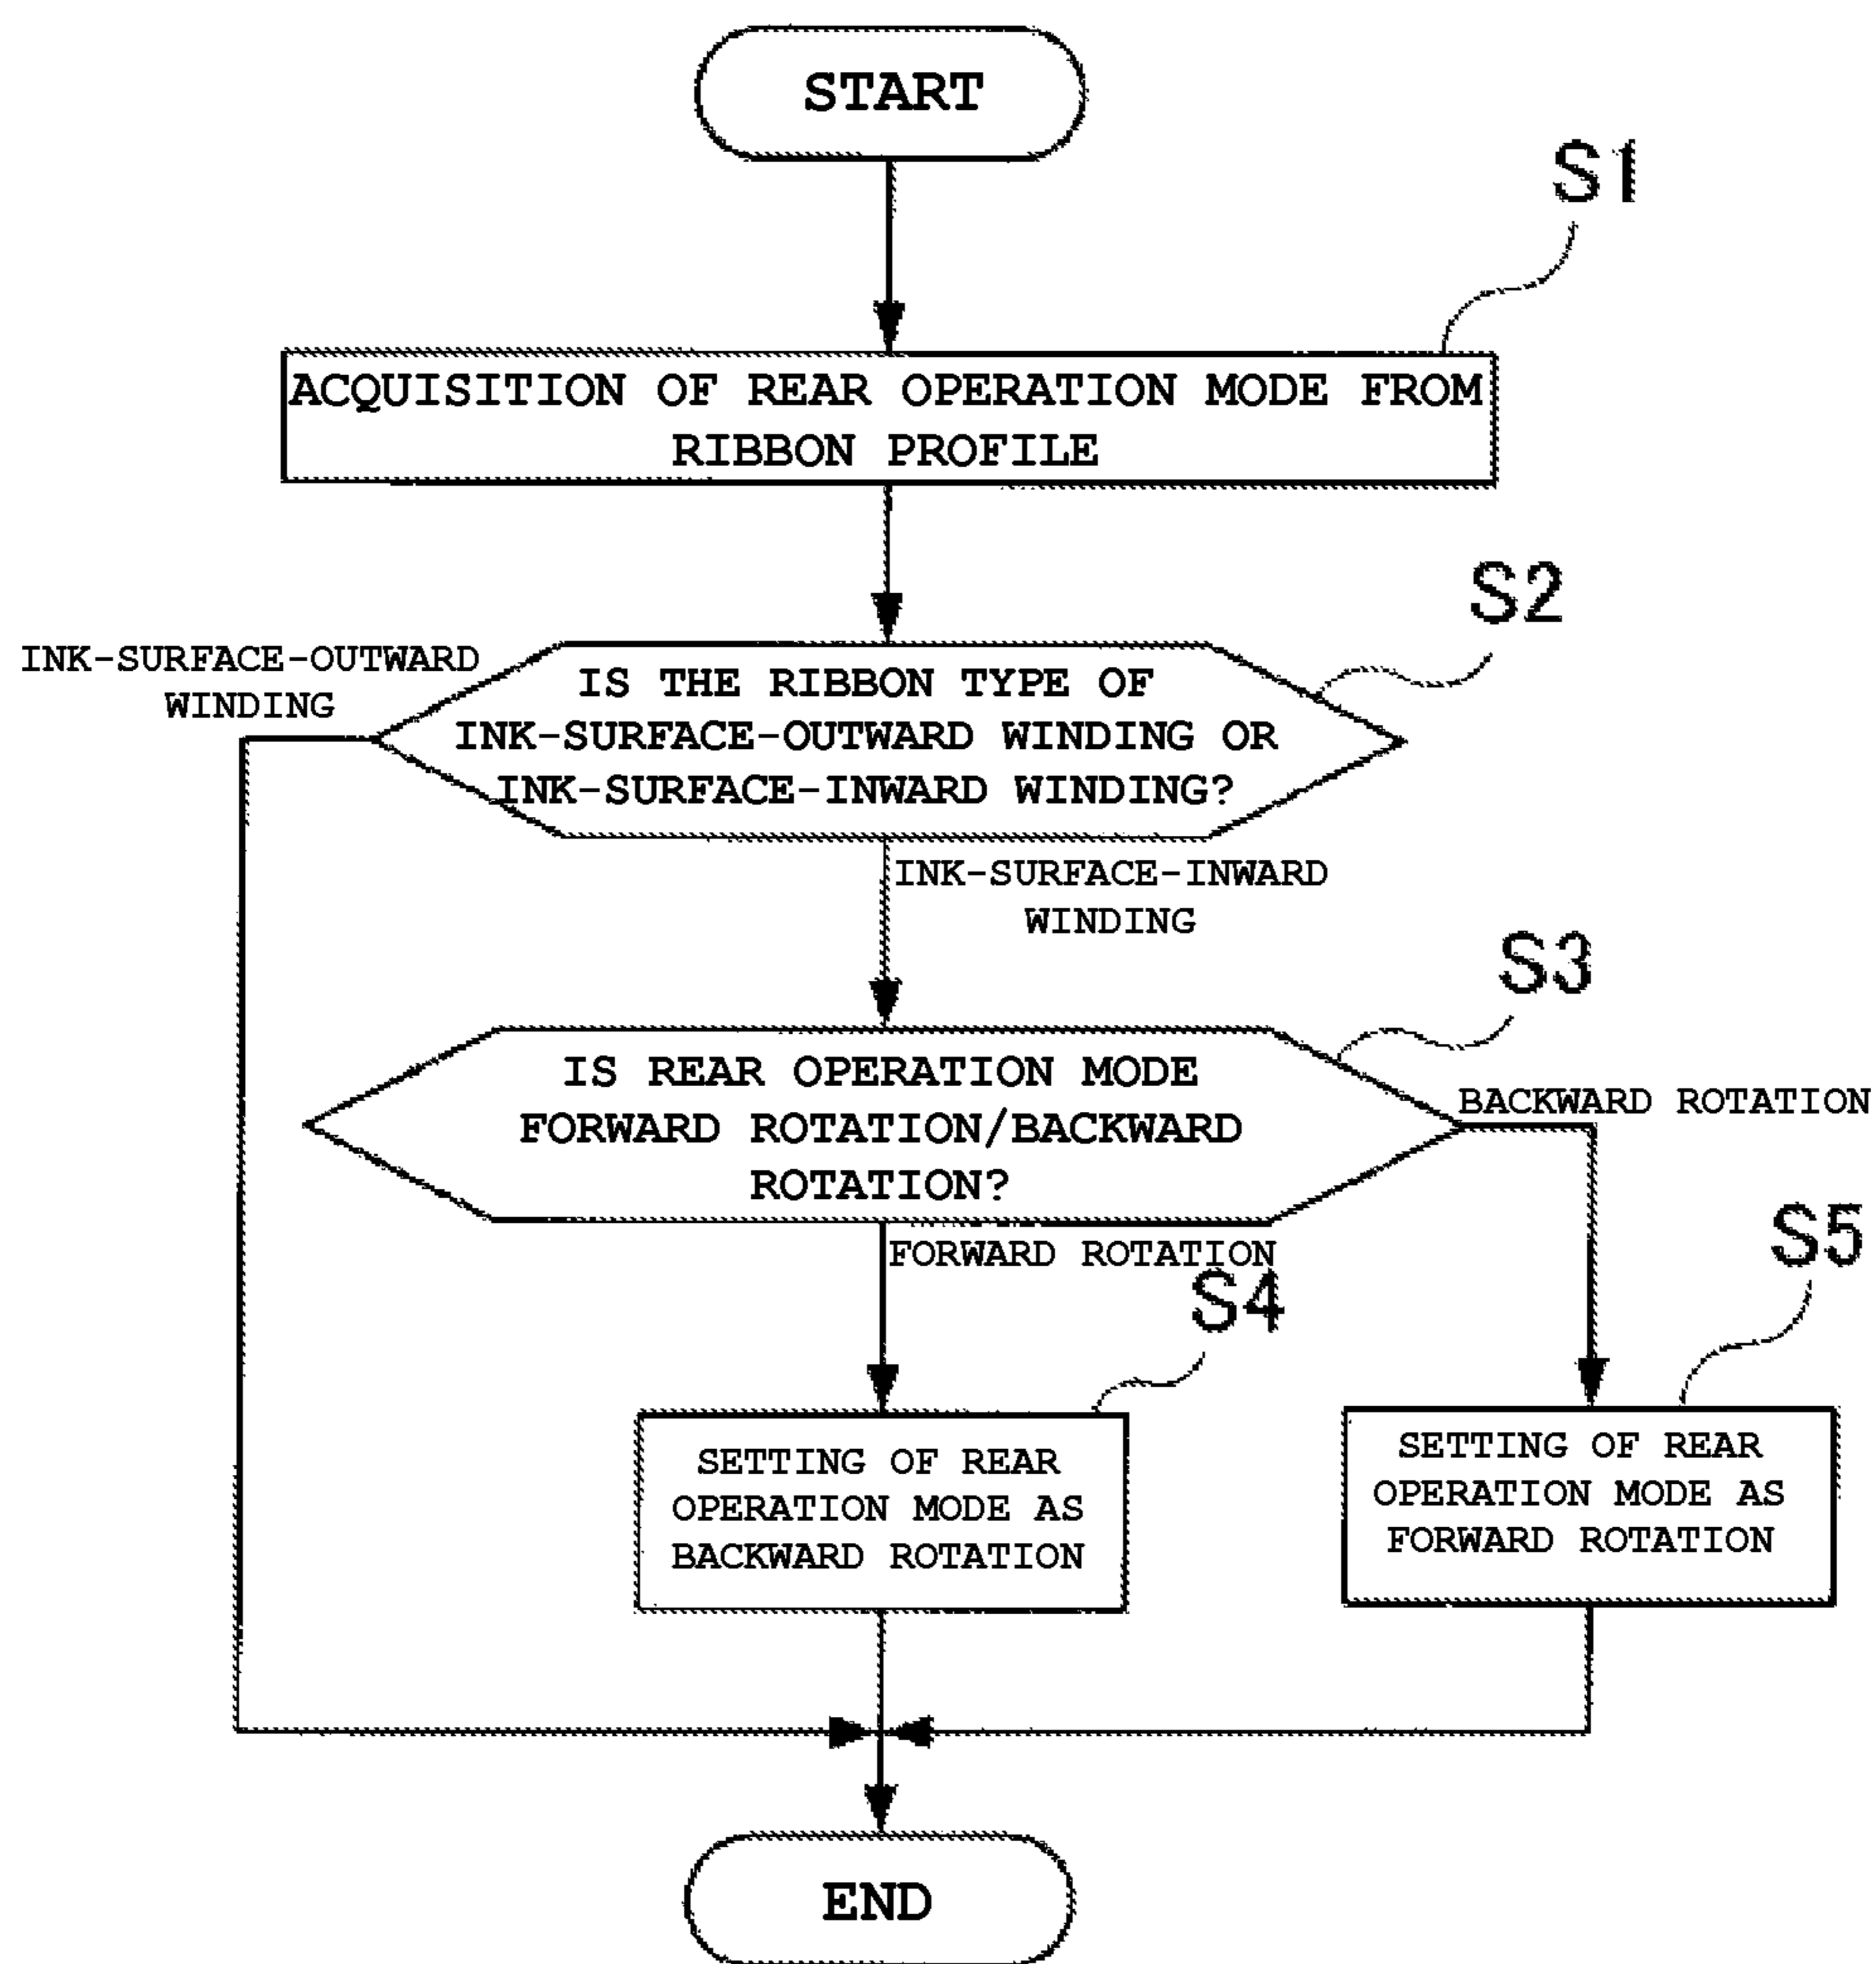 START
S1
ACQUISITION OF REAR OPERATION MODE FROM
RIBBON PROFILE
S2
INK-SURFACE-OUTWARD
WINDING
IS THE RIBBON TYPE OF
INK-SURFACE-OUTWARD WINDING OR
INK-SURFACE-INWARD WINDING?
INK-SURFACE-INWARD
WINDING
S3
IS REAR OPERATION MODE
FORWARD ROTATION/BACKWARD
ROTATION?
BACKWARD ROTATION
FORWARD ROTATION
S4
S5
SETTING OF REAR
OPERATION MODE AS
BACKWARD ROTATION
SETTING OF REAR
OPERATION MODE AS
FORWARD ROTATION
END